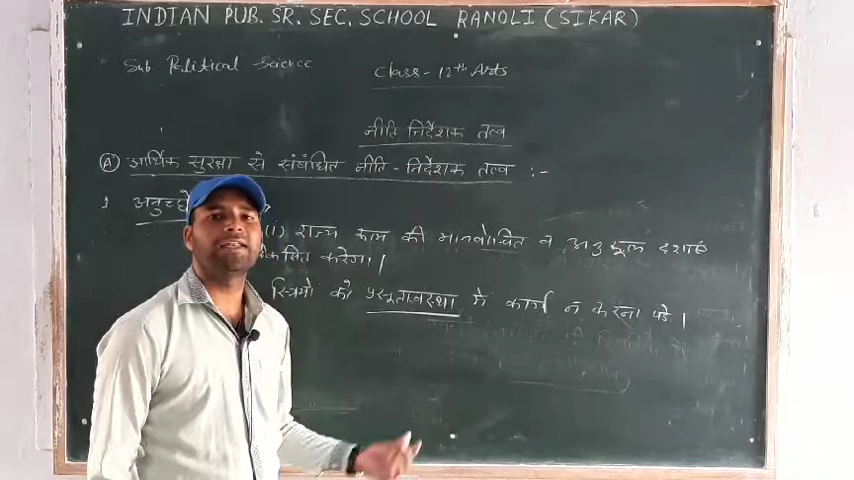 INDIAN PUB. SR. SEC. SCHOOL RANOLI (SIKAR)
Sub Political Science Class - 12th Arts
नीति निर्देशक तत्व
(A) आर्थिक सुरक्षा से संबंधित नीति - निर्देशक तत्व :-
1 अनुच्छे
(i) राज्य काम की मानवोचित व अनुकूल दशाएं
करेगा।
स्त्रियों को प्रसूतावस्था में कार्य न करना पड़े।